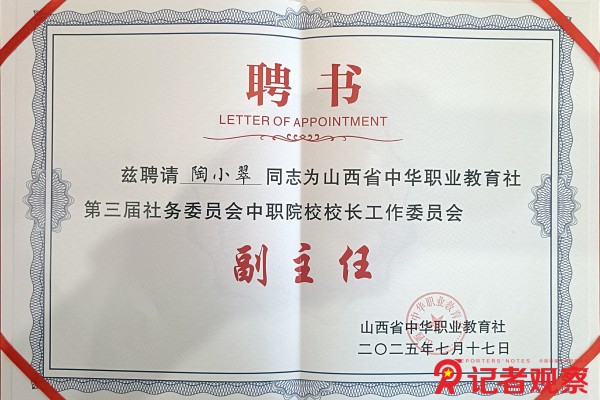 聘书
LETTER OF APPOINTMENT
兹聘请 陶小翠 同志为山西省中华职业教育社
第三届社务委员会中职院校校长工作委员会
副主任
山西省中华职业教育社
二〇二五年七月十七日
REPORTERS' NOTES
记者观察